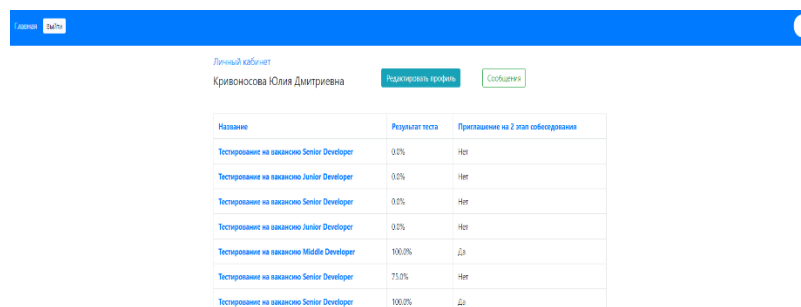 Главная Выйти
Личный кабинет
Кривоносова Юлия Дмитриевна Редактировать профиль Сообщения
Название Результат теста Приглашение на 2 этап собеседования
Тестирование на вакансию Senior Developer 0.0% Нет
Тестирование на вакансию Junior Developer 0.0% Нет
Тестирование на вакансию Senior Developer 0.0% Нет
Тестирование на вакансию Junior Developer 0.0% Нет
Тестирование на вакансию Middle Developer 100.0% Да
Тестирование на вакансию Senior Developer 75.0% Нет
Тестирование на вакансию Senior Developer 100.0% Да